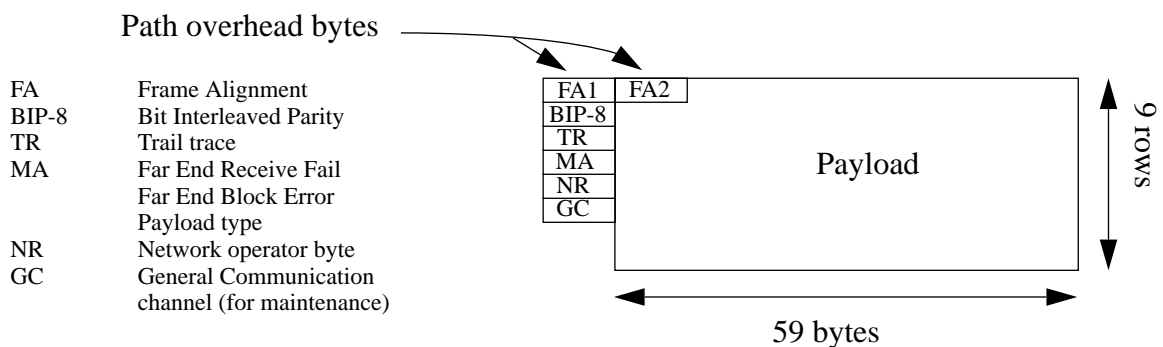 Path overhead bytes
FA Frame Alignment
BIP-8 Bit Interleaved Parity
TR Trail trace
MA Far End Receive Fail
Far End Block Error
Payload type
NR Network operator byte
GC General Communication
channel (for maintenance)
FA1 FA2
BIP-8
TR
MA
NR
GC
Payload
9 rows
59 bytes